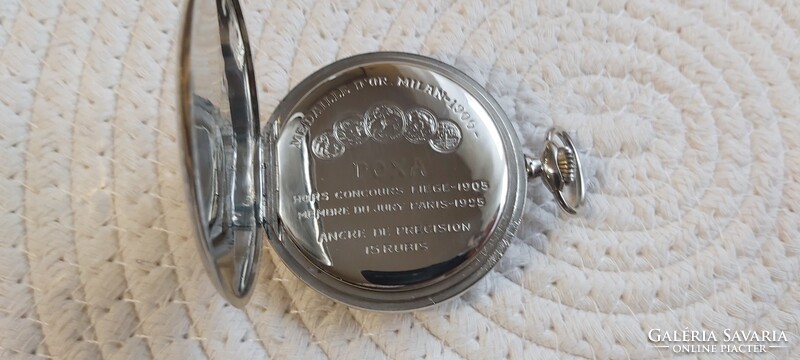 MEDAILLE D'OR. MILAN-1906-
DOXA
HORS CONCOURS LIEGE-1905
MEMBRE DU JURY PARIS-1925
ANCRE DE PRECISION
15 RUBIS
GALÉRIA SAVARIA
ONLINE PIACTÉR